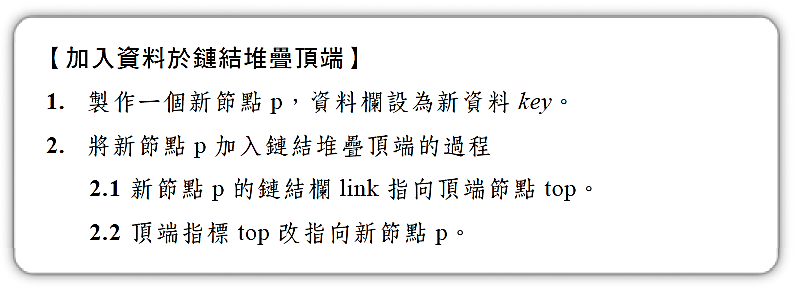 【加入資料於鏈結堆疊頂端】
1. 製作一個新節點 p，資料欄設為新資料 key。
2. 將新節點 p 加入鏈結堆疊頂端的過程
2.1 新節點 p 的鏈結欄 link 指向頂端節點 top。
2.2 頂端指標 top 改指向新節點 p。